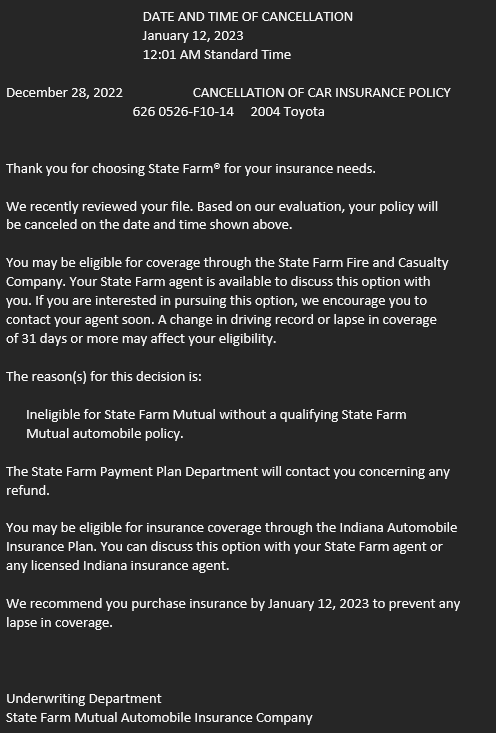 DATE AND TIME OF CANCELLATION
January 12, 2023
12:01 AM Standard Time
December 28, 2022 CANCELLATION OF CAR INSURANCE POLICY
626 0526-F10-14 2004 Toyota
Thank you for choosing State Farm® for your insurance needs.
We recently reviewed your file. Based on our evaluation, your policy will
be canceled on the date and time shown above.
You may be eligible for coverage through the State Farm Fire and Casualty
Company. Your State Farm agent is available to discuss this option with
you. If you are interested in pursuing this option, we encourage you to
contact your agent soon. A change in driving record or lapse in coverage
of 31 days or more may affect your eligibility.
The reason(s) for this decision is:
Ineligible for State Farm Mutual without a qualifying State Farm
Mutual automobile policy.
The State Farm Payment Plan Department will contact you concerning any
refund.
You may be eligible for insurance coverage through the Indiana Automobile
Insurance Plan. You can discuss this option with your State Farm agent or
any licensed Indiana insurance agent.
We recommend you purchase insurance by January 12, 2023 to prevent any
lapse in coverage.
Underwriting Department
State Farm Mutual Automobile Insurance Company